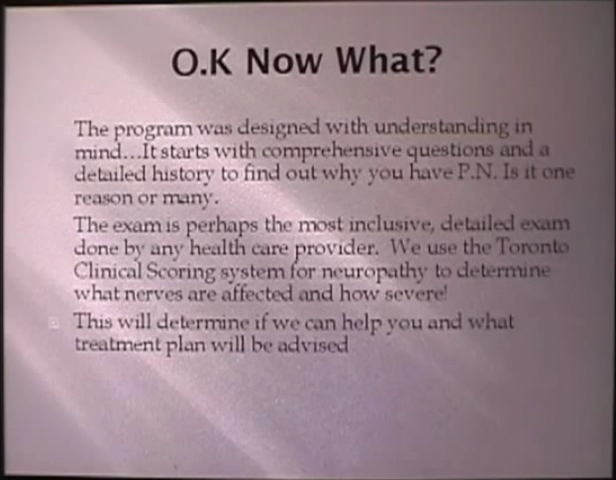 O.K Now What?
The program was designed with understanding in
mind...It starts with comprehensive questions and a
detailed history to find out why you have P.N. Is it one
reason or many.
The exam is perhaps the most inclusive, detailed exam
done by any health care provider. We use the Toronto
Clinical Scoring system for neuropathy to determine
what nerves are affected and how severe!
This will determine if we can help you and what
treatment plan will be advised